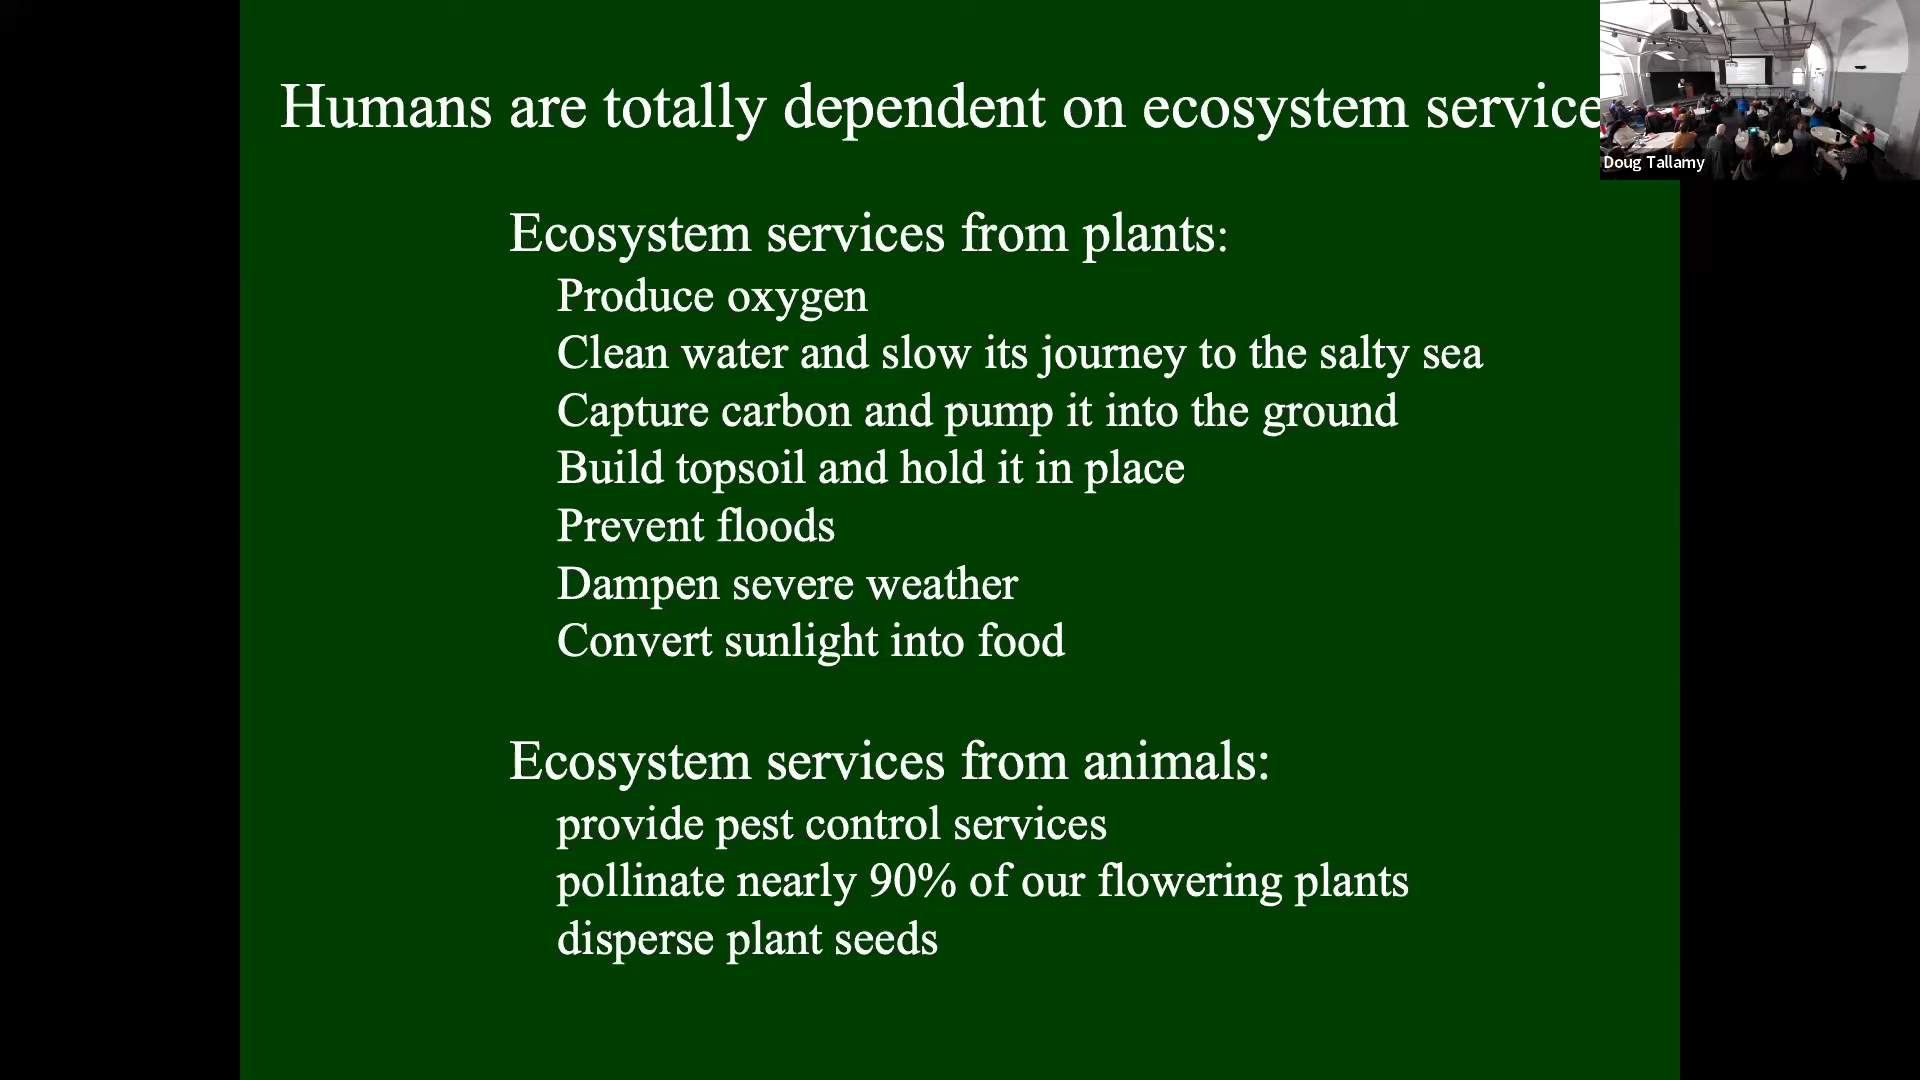 Humans are totally dependent on ecosystem service
Doug Tallamy
Ecosystem services from plants:
Produce oxygen
Clean water and slow its journey to the salty sea
Capture carbon and pump it into the ground
Build topsoil and hold it in place
Prevent floods
Dampen severe weather
Convert sunlight into food
Ecosystem services from animals:
provide pest control services
pollinate nearly 90% of our flowering plants
disperse plant seeds